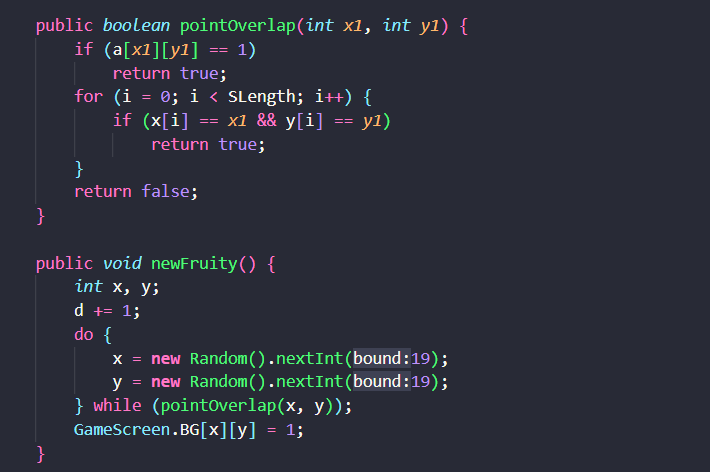 public boolean pointOverlap(int x1, int y1) {
if (a[x1][y1] == 1)
return true;
for (i = 0; i < SLength; i++) {
if (x[i] == x1 && y[i] == y1)
return true;
}
return false;
}
public void newFruity() {
int x, y;
d += 1;
do {
x = new Random().nextInt(bound:19);
y = new Random().nextInt(bound:19);
} while (pointOverlap(x, y));
GameScreen.BG[x][y] = 1;
}